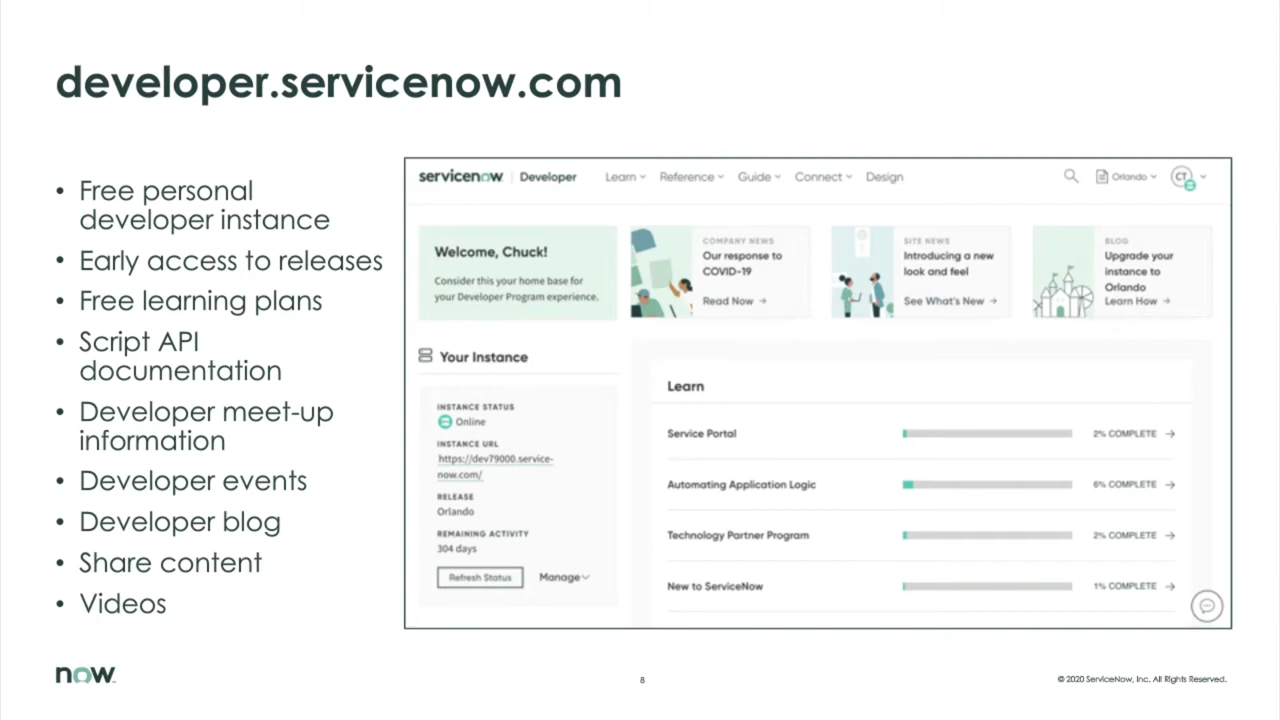 developer.servicenow.com
• Free personal
developer instance
• Early access to releases
• Free learning plans
• Script API
documentation
• Developer meet-up
information
• Developer events
• Developer blog
• Share content
• Videos
servicenow | Developer Learn Reference Guide Connect Design Orlando CT
Welcome, Chuck!
Consider this your home base for
your Developer Program experience.
COMPANY NEWS
Our response to
COVID-19
Read Now →
SITE NEWS
Introducing a new
look and feel
See What's New →
BLOG
Upgrade your
instance to
Orlando
Learn How →
Your Instance
INSTANCE STATUS
Online
INSTANCE URL
https://dev79000.service-
now.com/
RELEASE
Orlando
REMAINING ACTIVITY
304 days
Refresh Status Manage
Learn
Service Portal 2% COMPLETE →
Automating Application Logic 6% COMPLETE →
Technology Partner Program 2% COMPLETE →
New to ServiceNow 1% COMPLETE →
now
8
© 2020 ServiceNow, Inc. All Rights Reserved.